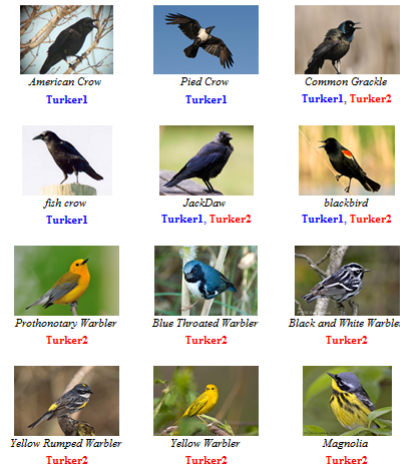 American Crow
Pied Crow
Common Grackle
Turker1
Turker1
Turker1, Turker2
fish crow
JackDaw
blackbird
Turker1
Turker1, Turker2
Turker1, Turker2
Prothonotary Warbler
Blue Throated Warbler
Black and White Warbler
Turker2
Turker2
Turker2
Yellow Rumped Warbler
Yellow Warbler
Magnolia
Turker2
Turker2
Turker2